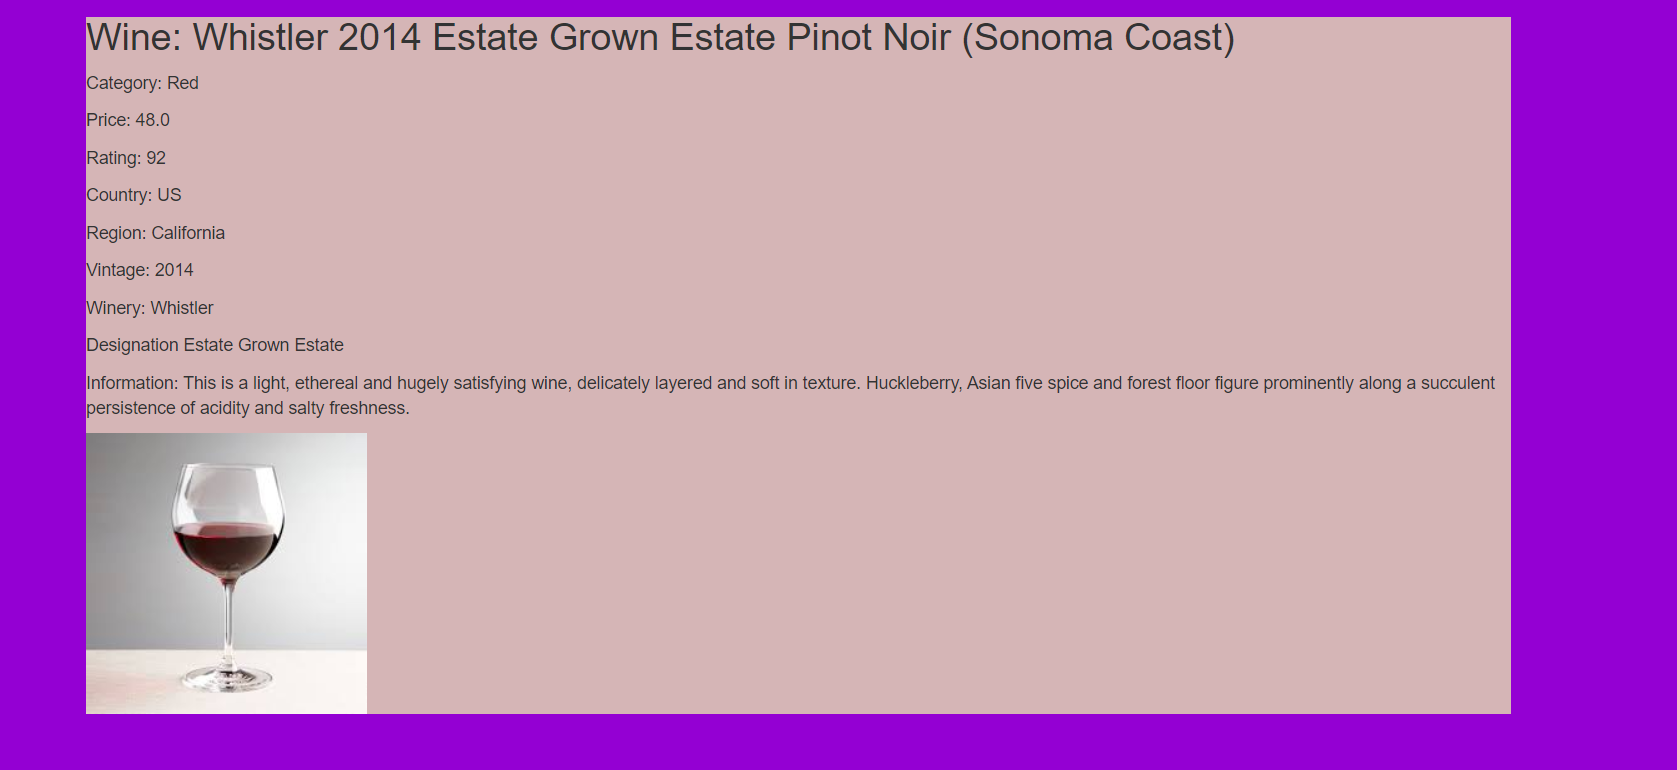 Wine: Whistler 2014 Estate Grown Estate Pinot Noir (Sonoma Coast)
Category: Red
Price: 48.0
Rating: 92
Country: US
Region: California
Vintage: 2014
Winery: Whistler
Designation Estate Grown Estate
Information: This is a light, ethereal and hugely satisfying wine, delicately layered and soft in texture. Huckleberry, Asian five spice and forest floor figure prominently along a succulent
persistence of acidity and salty freshness.